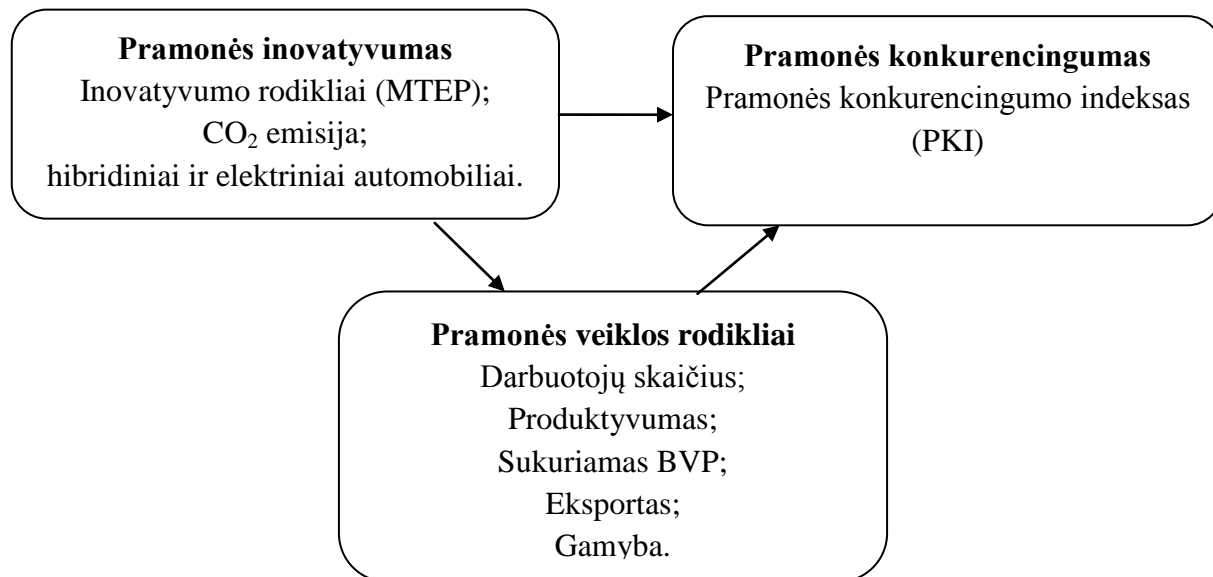 Pramonės inovatyvumas
Inovatyvumo rodikliai (MTEP);
CO₂ emisija;
hibridiniai ir elektriniai automobiliai.
Pramonės konkurencingumas
Pramonės konkurencingumo indeksas
(PKI)
Pramonės veiklos rodikliai
Darbuotojų skaičius;
Produktyvumas;
Sukuriamas BVP;
Eksportas;
Gamyba.